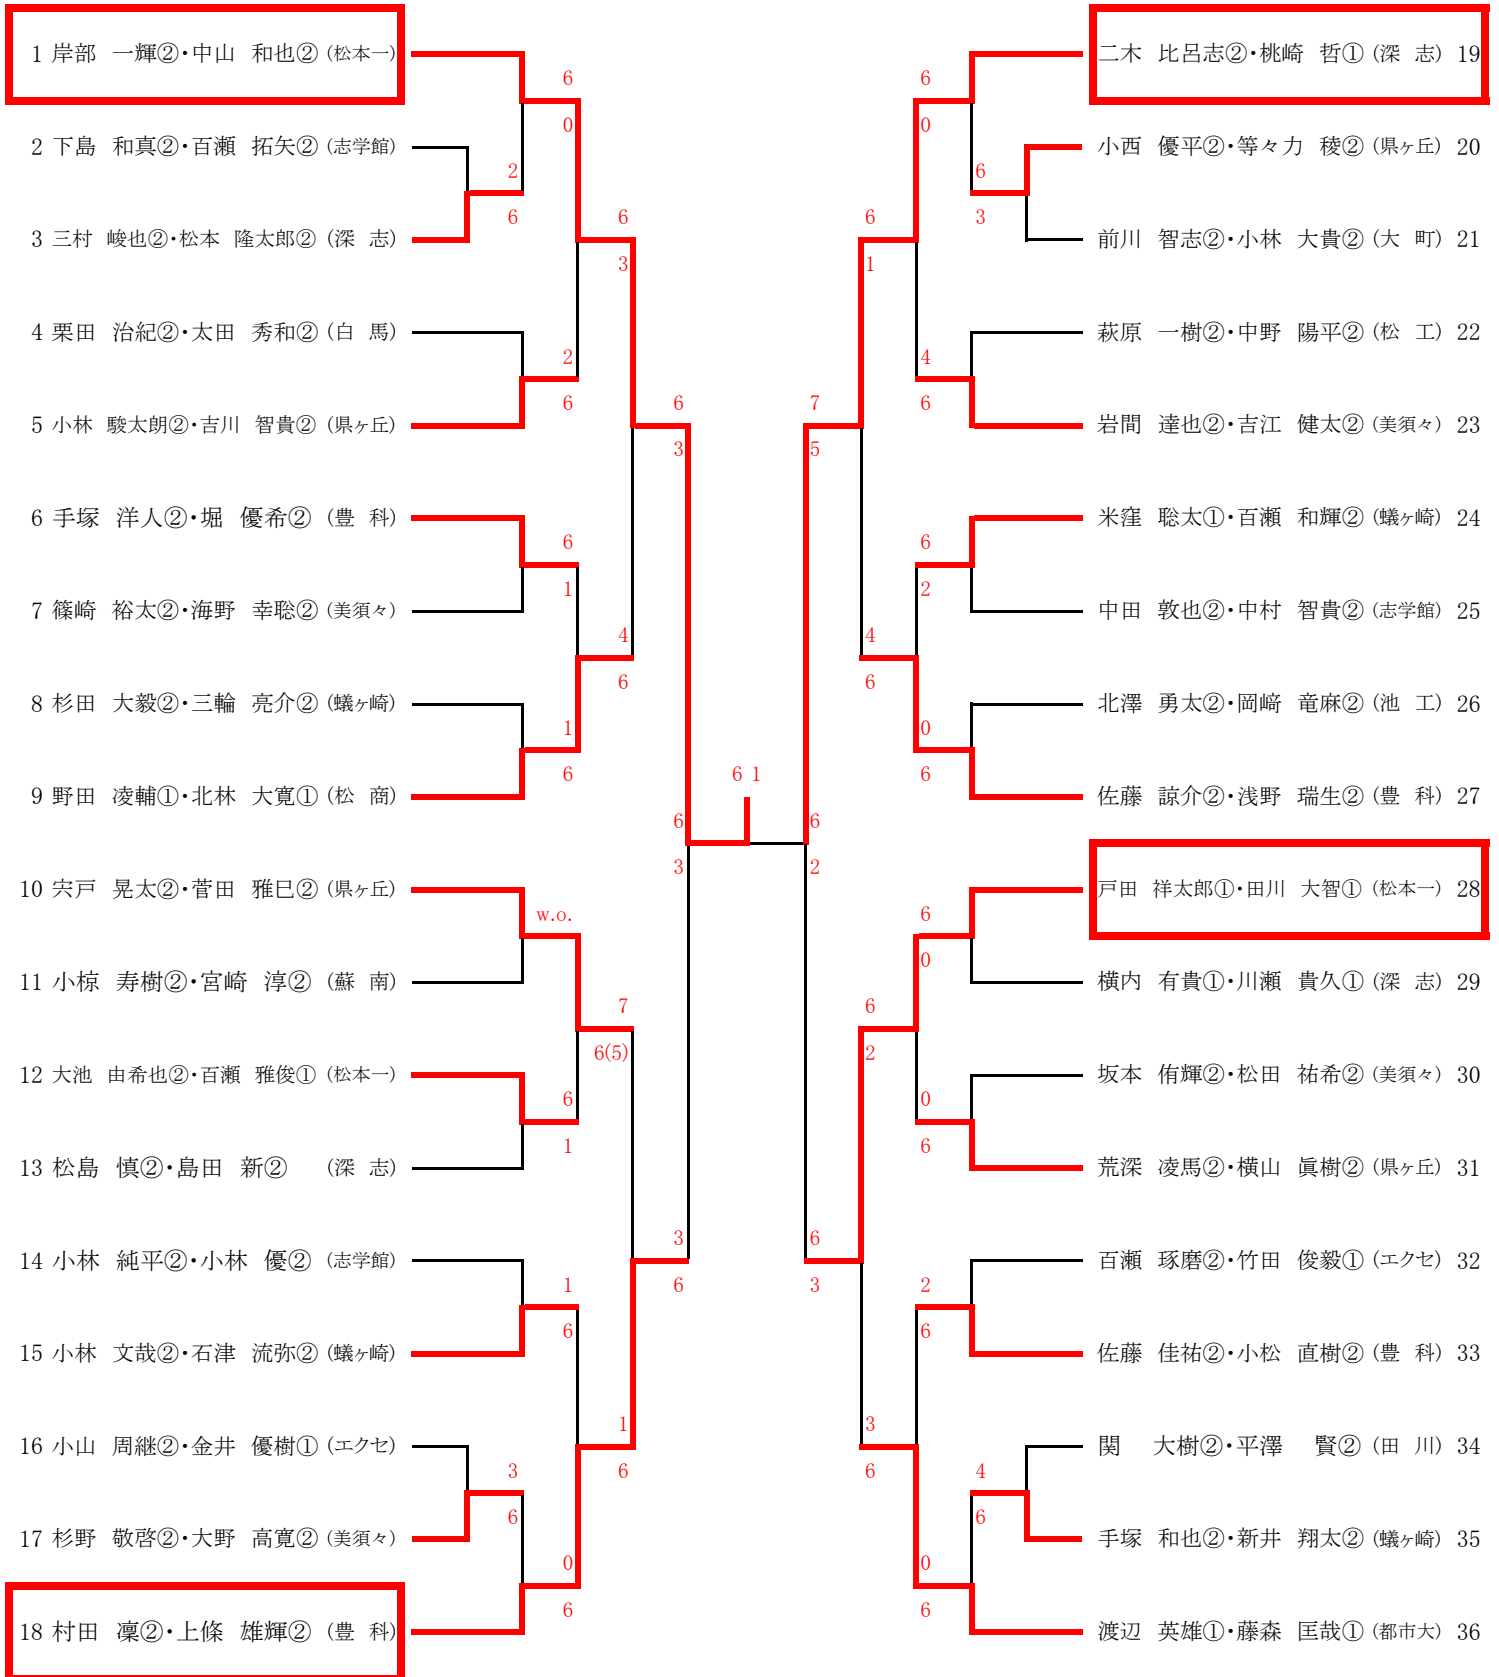 1 岸部 一輝②・中山 和也② (松本一)
2 下島 和真②・百瀬 拓矢② (志学館)
3 三村 峻也②・松本 隆太郎② (深 志)
4 栗田 治紀②・太田 秀和② (白 馬)
5 小林 駿太朗②・吉川 智貴② (県ヶ丘)
6 手塚 洋人②・堀 優希② (豊 科)
7 篠崎 裕太②・海野 幸聡② (美須々)
8 杉田 大毅②・三輪 亮介② (蟻ヶ崎)
9 野田 凌輔①・北林 大寛① (松 商)
10 宍戸 晃太②・菅田 雅巳② (県ヶ丘)
11 小椋 寿樹②・宮崎 淳② (蘇 南)
12 大池 由希也②・百瀬 雅俊① (松本一)
13 松島 慎②・島田 新② (深 志)
14 小林 純平②・小林 優② (志学館)
15 小林 文哉②・石津 流弥② (蟻ヶ崎)
16 小山 周継②・金井 優樹① (エクセ)
17 杉野 敬啓②・大野 高寛② (美須々)
18 村田 凜②・上條 雄輝② (豊 科)
6
0
2
6
2
6
6
1
1
6
w.o.
6
1
1
6
3
6
0
6
6
3
4
6
7
6(5)
1
6
6
3
3
6
6
3
6 1
6
2
7
5
6
3
6
1
4
6
6
2
3
6
6
0
6
3
4
6
6
2
0
6
6
0
0
6
2
6
4
6
0
6
二木 比呂志②・桃崎 哲① (深 志) 19
小西 優平②・等々力 稜② (県ヶ丘) 20
前川 智志②・小林 大貴② (大 町) 21
萩原 一樹②・中野 陽平② (松 工) 22
岩間 達也②・吉江 健太② (美須々) 23
米窪 聡太①・百瀬 和輝② (蟻ヶ崎) 24
中田 敦也②・中村 智貴② (志学館) 25
北澤 勇太②・岡﨑 竜麻② (池 工) 26
佐藤 諒介②・浅野 瑞生② (豊 科) 27
戸田 祥太郎①・田川 大智① (松本一) 28
横内 有貴①・川瀬 貴久① (深 志) 29
坂本 侑輝②・松田 祐希② (美須々) 30
荒深 凌馬②・横山 眞樹② (県ヶ丘) 31
百瀬 琢磨②・竹田 俊毅① (エクセ) 32
佐藤 佳祐②・小松 直樹② (豊 科) 33
関 大樹②・平澤 賢② (田 川) 34
手塚 和也②・新井 翔太② (蟻ヶ崎) 35
渡辺 英雄①・藤森 匡哉① (都市大) 36